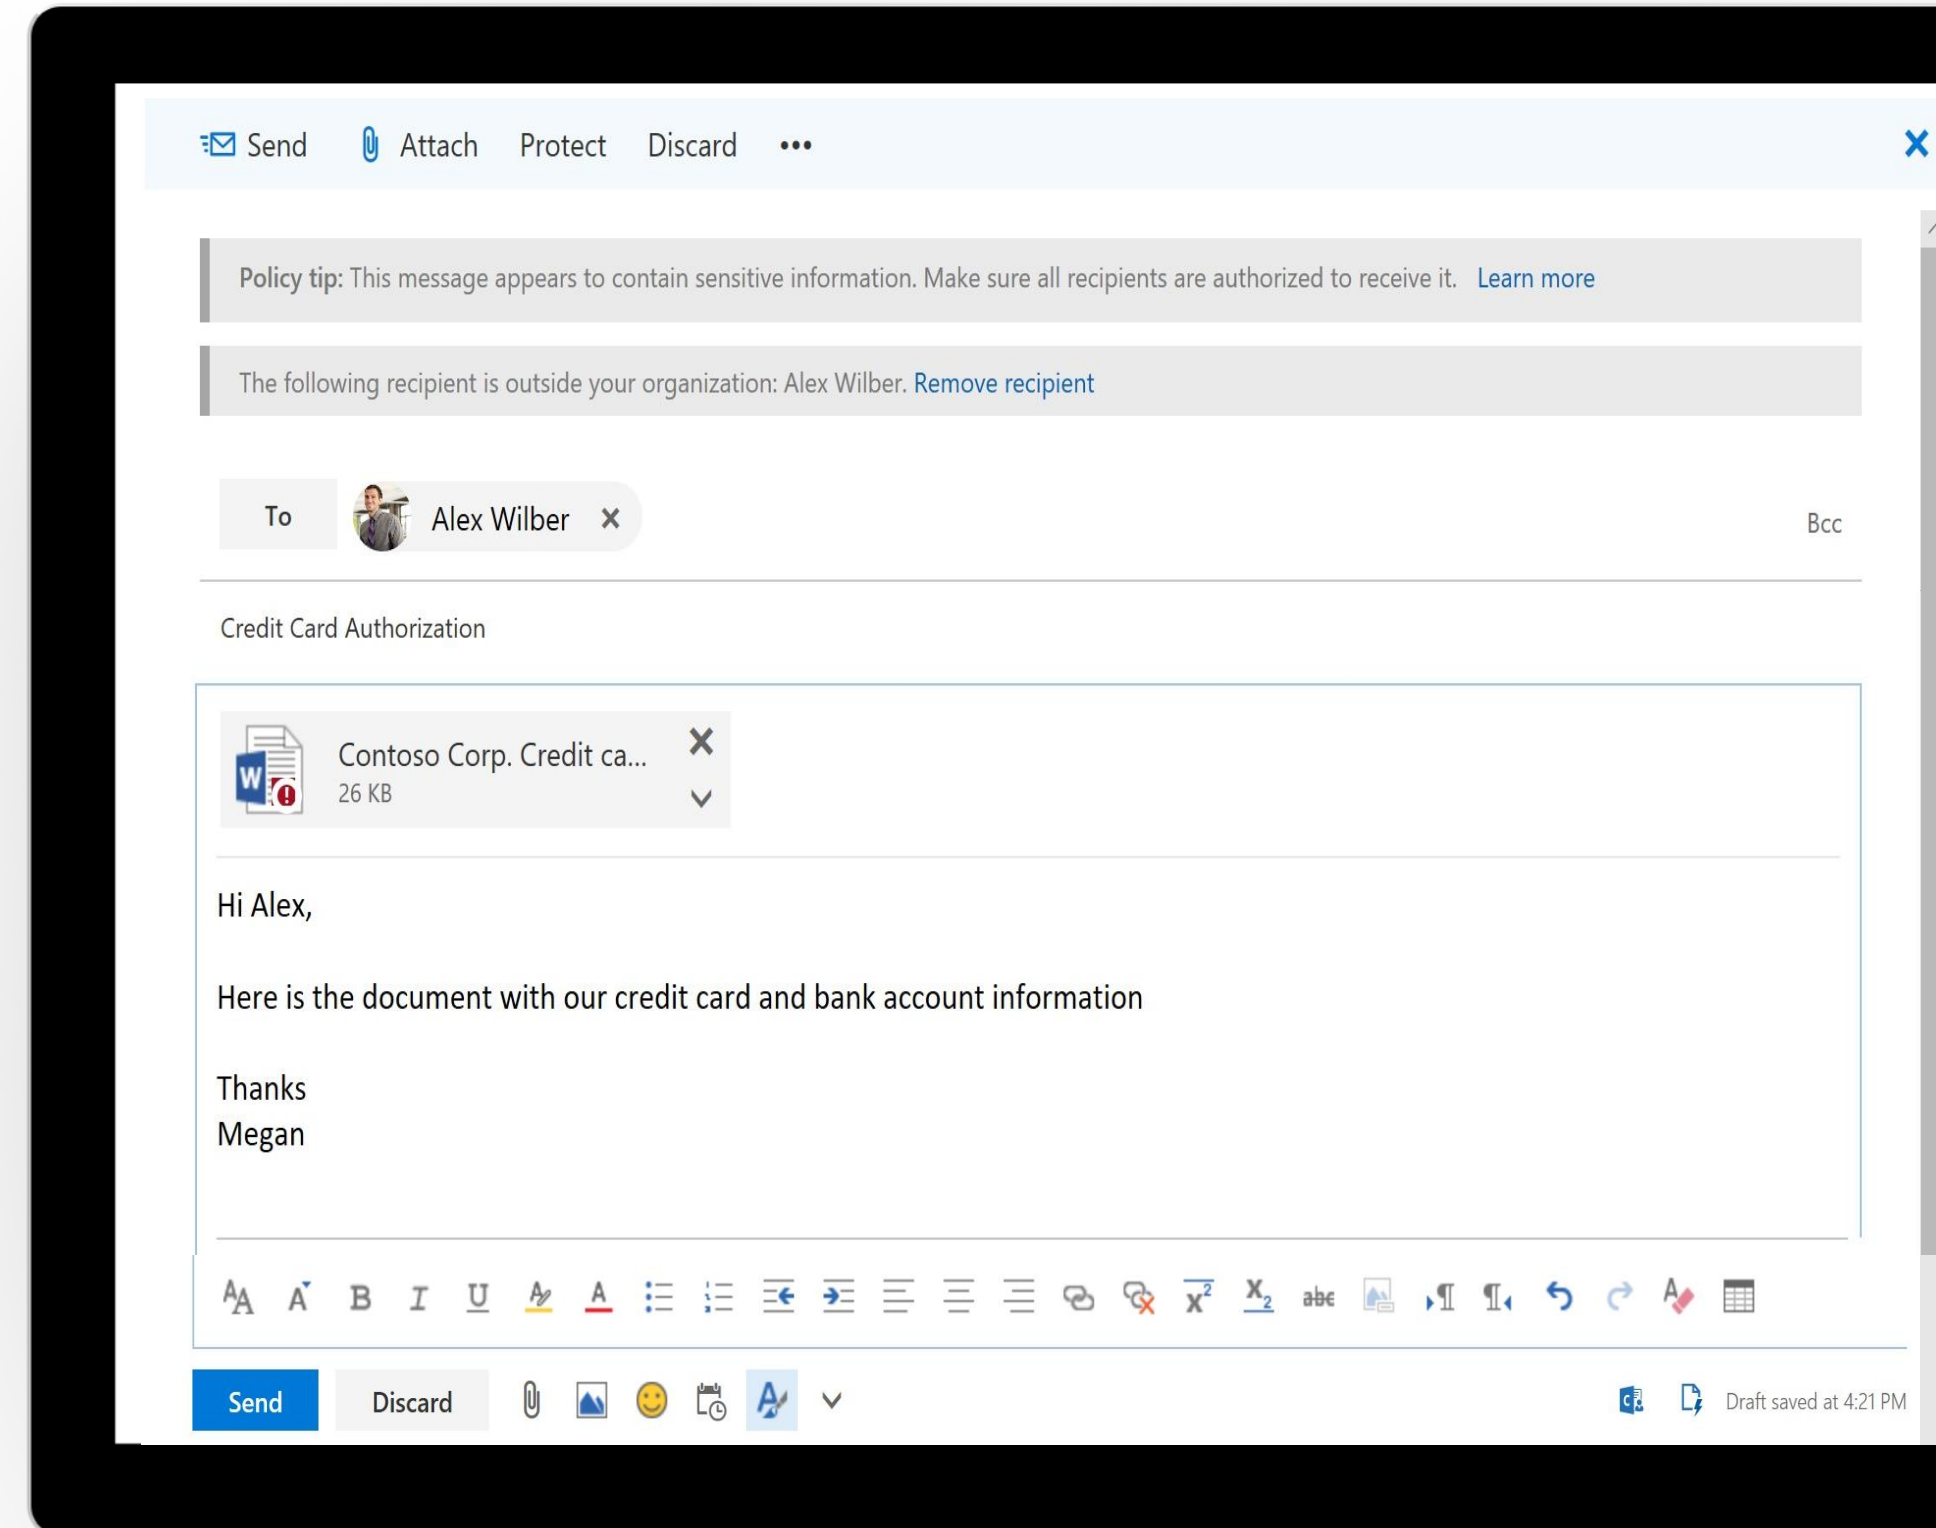 Send Attach Protect Discard •••
Policy tip: This message appears to contain sensitive information. Make sure all recipients are authorized to receive it. Learn more
The following recipient is outside your organization: Alex Wilber. Remove recipient
To Alex Wilber Bcc
Credit Card Authorization
Contoso Corp. Credit ca...
26 KB
Hi Alex,
Here is the document with our credit card and bank account information
Thanks
Megan
Send Discard Draft saved at 4:21 PM